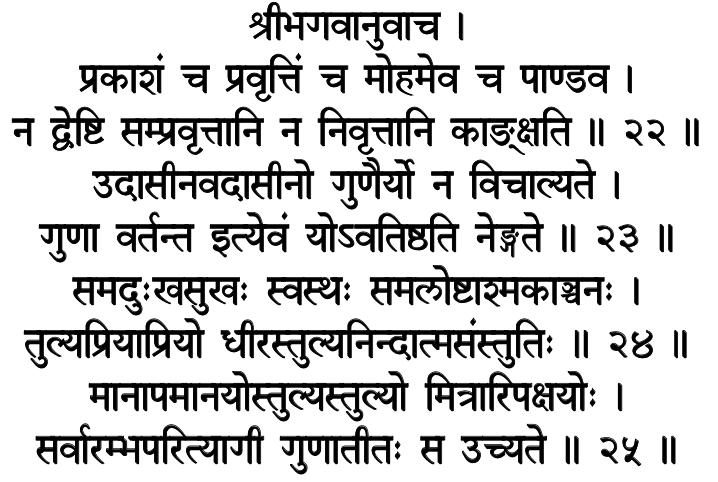 श्रीभगवानुवाच ।
प्रकाशं च प्रवृत्तिं च मोहमेव च पाण्डव ।
न द्वेष्टि सम्प्रवृत्तानि न निवृत्तानि काङ्क्षति ॥ २२ ॥
उदासीनवदासीनो गुणैर्यो न विचाल्यते ।
गुणा वर्तन्त इत्येवं योऽवतिष्ठति नेङ्गते ॥ २३ ॥
समदुःखसुखः स्वस्थः समलोष्टाश्मकाञ्चनः ।
तुल्यप्रियाप्रियो धीरस्तुल्यनिन्दात्मसंस्तुतिः ॥ २४ ॥
मानापमानयोस्तुल्यस्तुल्यो मित्रारिपक्षयोः ।
सर्वारम्भपरित्यागी गुणातीतः स उच्यते ॥ २५ ॥